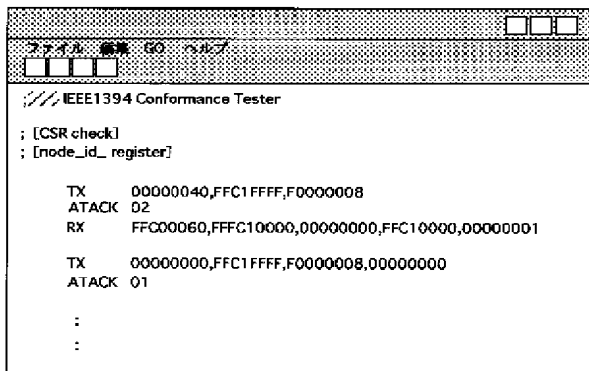 ファイル 編集 GO ヘルプ
;/// IEEE1394 Conformance Tester
; [CSR check]
; [node_id_ register]
TX 00000040,FFC1FFFF,F0000008
ATACK 02
RX FFC00060,FFFC10000,00000000,FFC10000,00000001
TX 00000000,FFC1FFFF,F0000008,00000000
ATACK 01
:
: